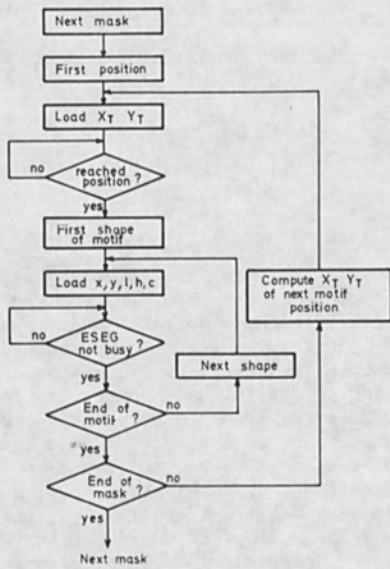 Next mask
First position
Load X_T Y_T
reached
position ?
no
yes
First shape
of motif
Load x,y,l,h,c
ESEG
not busy ?
no
yes
Next shape
Compute X_T Y_T
of next motif
position
End of
motif ?
no
yes
End of
mask ?
no
yes
Next mask